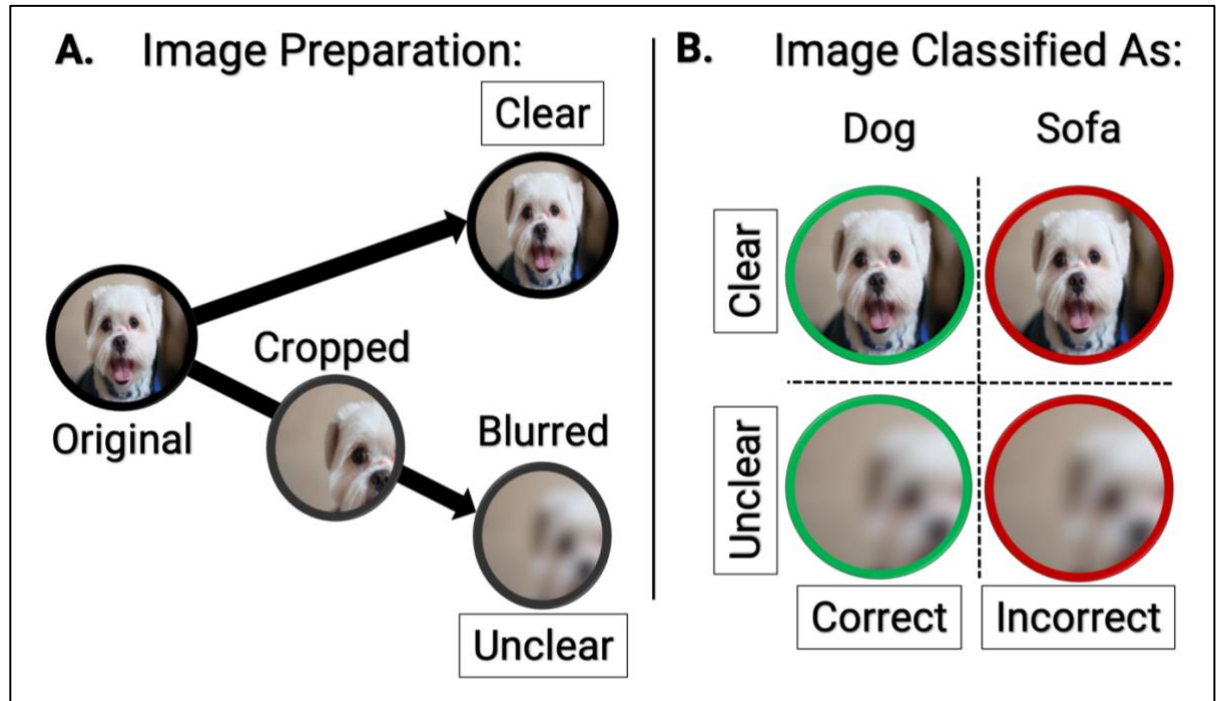 A. Image Preparation:
Clear
Cropped
Original
Blurred
Unclear
B. Image Classified As:
Dog Sofa
Clear
Unclear
Correct Incorrect